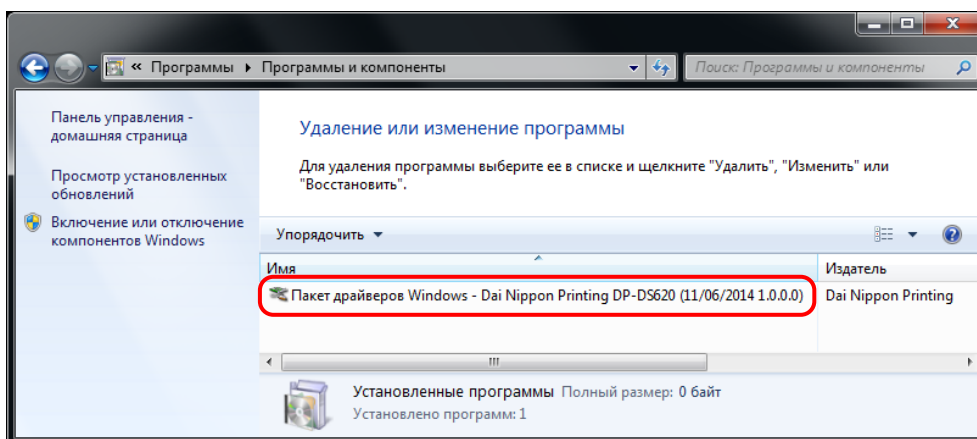 « Программы ▸ Программы и компоненты
Поиск: Программы и компоненты
Панель управления -
домашняя страница
Просмотр установленных
обновлений
Включение или отключение
компонентов Windows
Удаление или изменение программы
Для удаления программы выберите ее в списке и щелкните "Удалить", "Изменить" или
"Восстановить".
Упорядочить
Имя Издатель
Пакет драйверов Windows - Dai Nippon Printing DP-DS620 (11/06/2014 1.0.0.0) Dai Nippon Printing
Установленные программы Полный размер: 0 байт
Установлено программ: 1